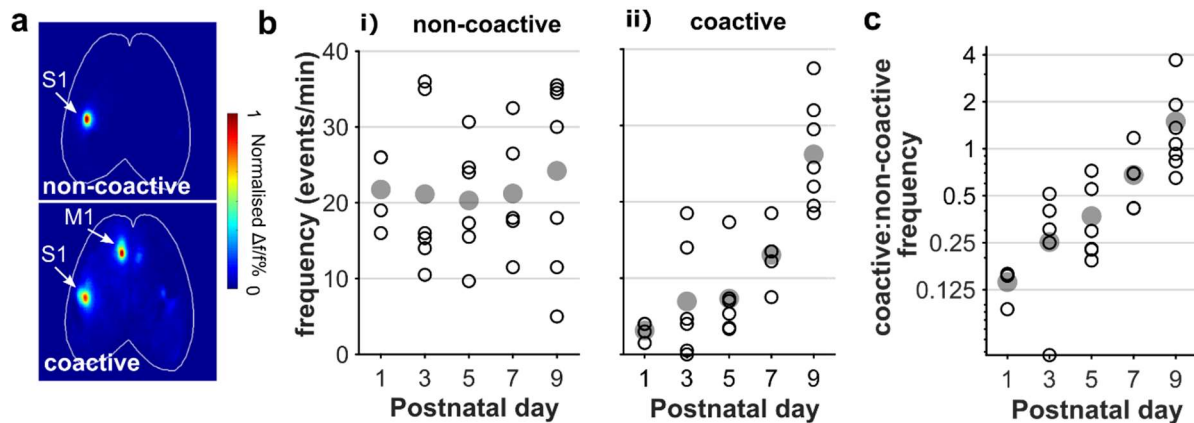 a
S1
non-coactive
M1
S1
coactive
1
Normalised Δf/f%
0
b
i) non-coactive
frequency (events/min)
40
30
20
10
0
1 3 5 7 9
Postnatal day
ii) coactive
1 3 5 7 9
Postnatal day
c
coactive:non-coactive
frequency
4
2
1
0.5
0.25
0.125
1 3 5 7 9
Postnatal day